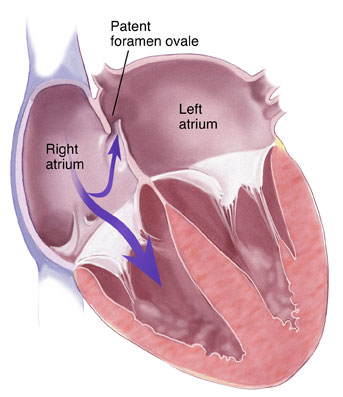 Patent
foramen ovale
Left
atrium
Right
atrium